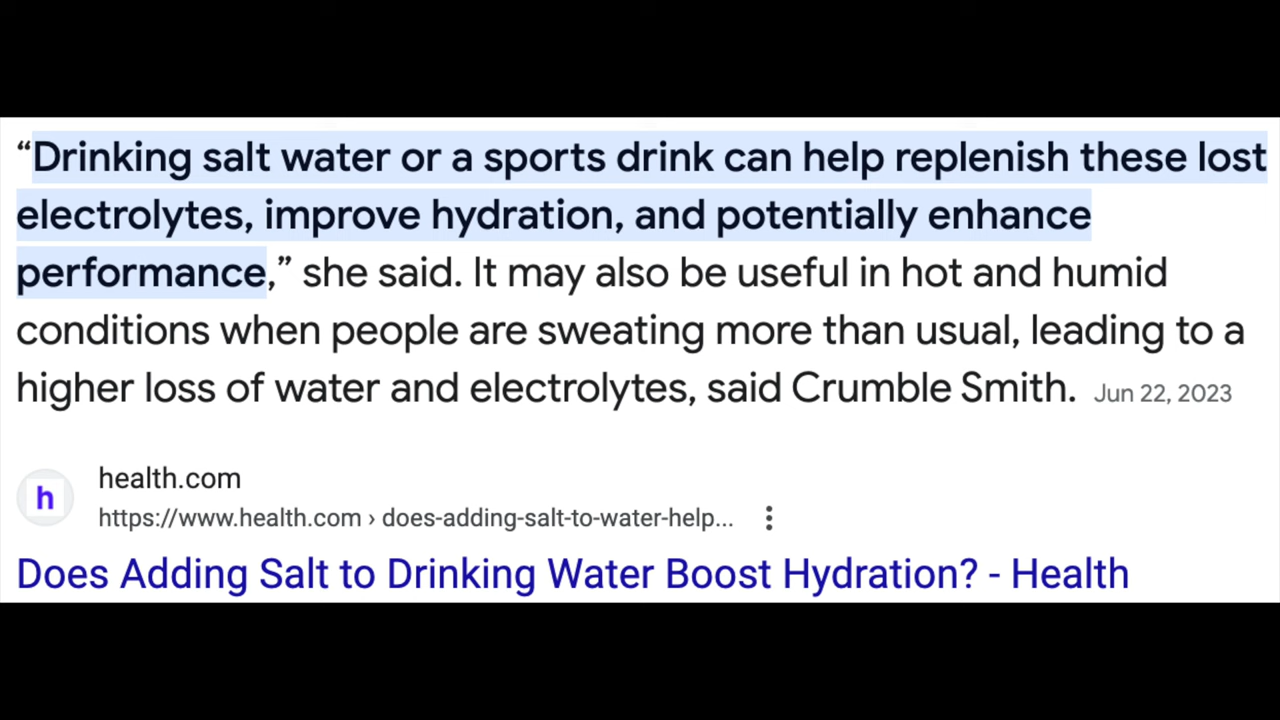 “Drinking salt water or a sports drink can help replenish these lost
electrolytes, improve hydration, and potentially enhance
performance,” she said. It may also be useful in hot and humid
conditions when people are sweating more than usual, leading to a
higher loss of water and electrolytes, said Crumble Smith. Jun 22, 2023
h
health.com
https://www.health.com › does-adding-salt-to-water-help...
Does Adding Salt to Drinking Water Boost Hydration? - Health